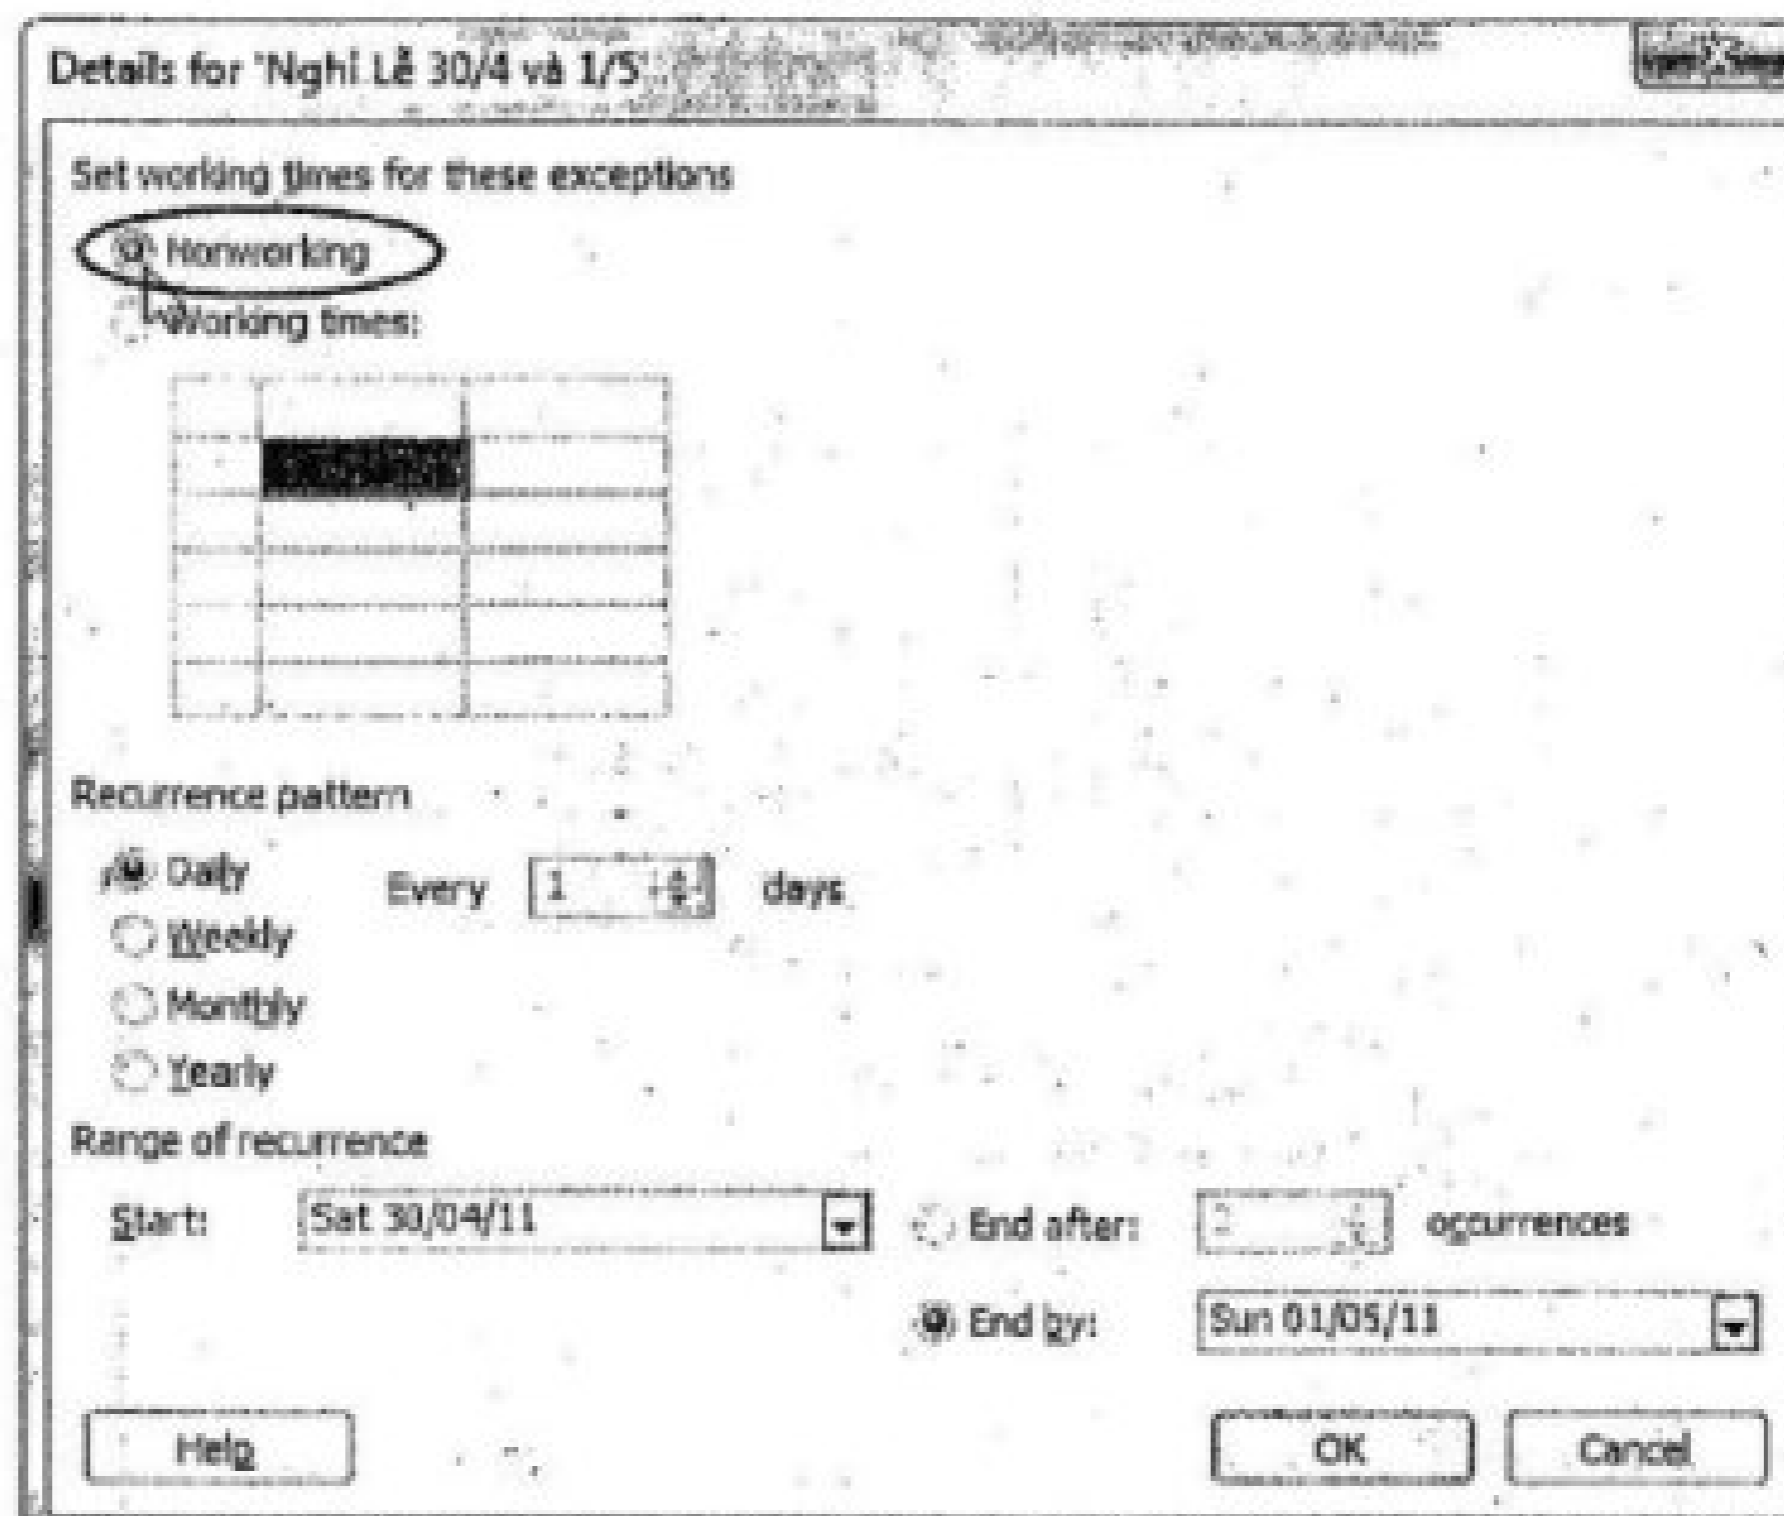 Details for 'Nghỉ Lễ 30/4 và 1/5'
Set working times for these exceptions
Nonworking
Working times:
Recurrence pattern
Daily
Every 1 days
Weekly
Monthly
Yearly
Range of recurrence
Start: Sat 30/04/11 End after: 2 occurrences
End by: Sun 01/05/11
Help OK Cancel